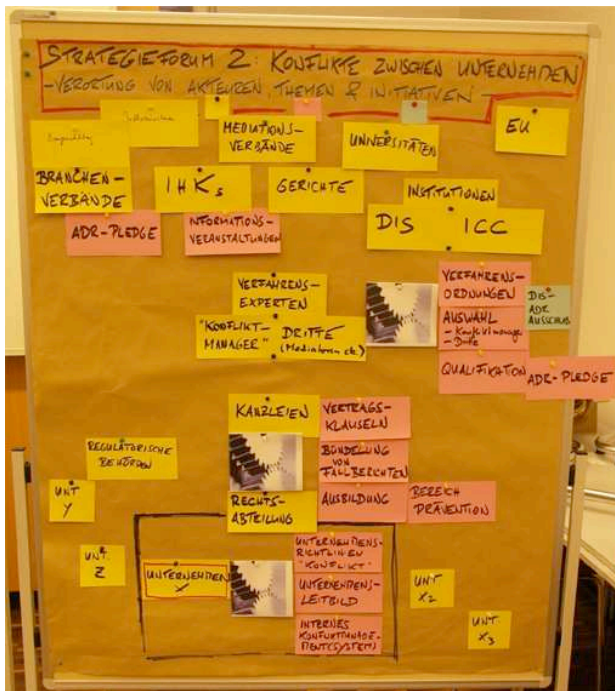 STRATEGIEFORUM 2: KONFLIKTE ZWISCHEN UNTERNEHMEN
-VERORTUNG VON AKTEUREN, THEMEN & INITIATIVEN-
MEDIATIONS-
VERBÄNDE
UNIVERSITÄTEN
EU
BRANCHEN-
VERBÄNDE
IHKs
GERICHTE
INSTITUTIONEN
DIS ICC
ADR-PLEDGE
INFORMATIONS-
VERANSTALTUNGEN
VERFAHRENS-
EXPERTEN
"KONFLIKT-
MANAGER"
DRITTE
(Mediatoren etc.)
VERFAHRENS-
ORDNUNGEN
AUSWAHL
- Konfliktmanager
- Dritte
QUALIFIKATION
DIS-
ADR
AUSSCHUSS
ADR-PLEDGE
KANZLEIEN
VERTRAGS-
KLAUSELN
BÜNDELUNG
VON
FALLBERICHTEN
RECHTS-
ABTEILUNG
AUSBILDUNG
BEREICH
PRÄVENTION
REGULATORISCHE
BEHÖRDEN
UNT
Y
UNT.
Z
UNTERNEHMEN
X
UNTERNEHMENS-
RICHTLINIEN
"KONFLIKT"
UNTERNEHMENS-
LEITBILD
INTERNES
KONFLIKTMANAGE-
MENT(SYSTEM)
UNT
X2
UNT.
X3